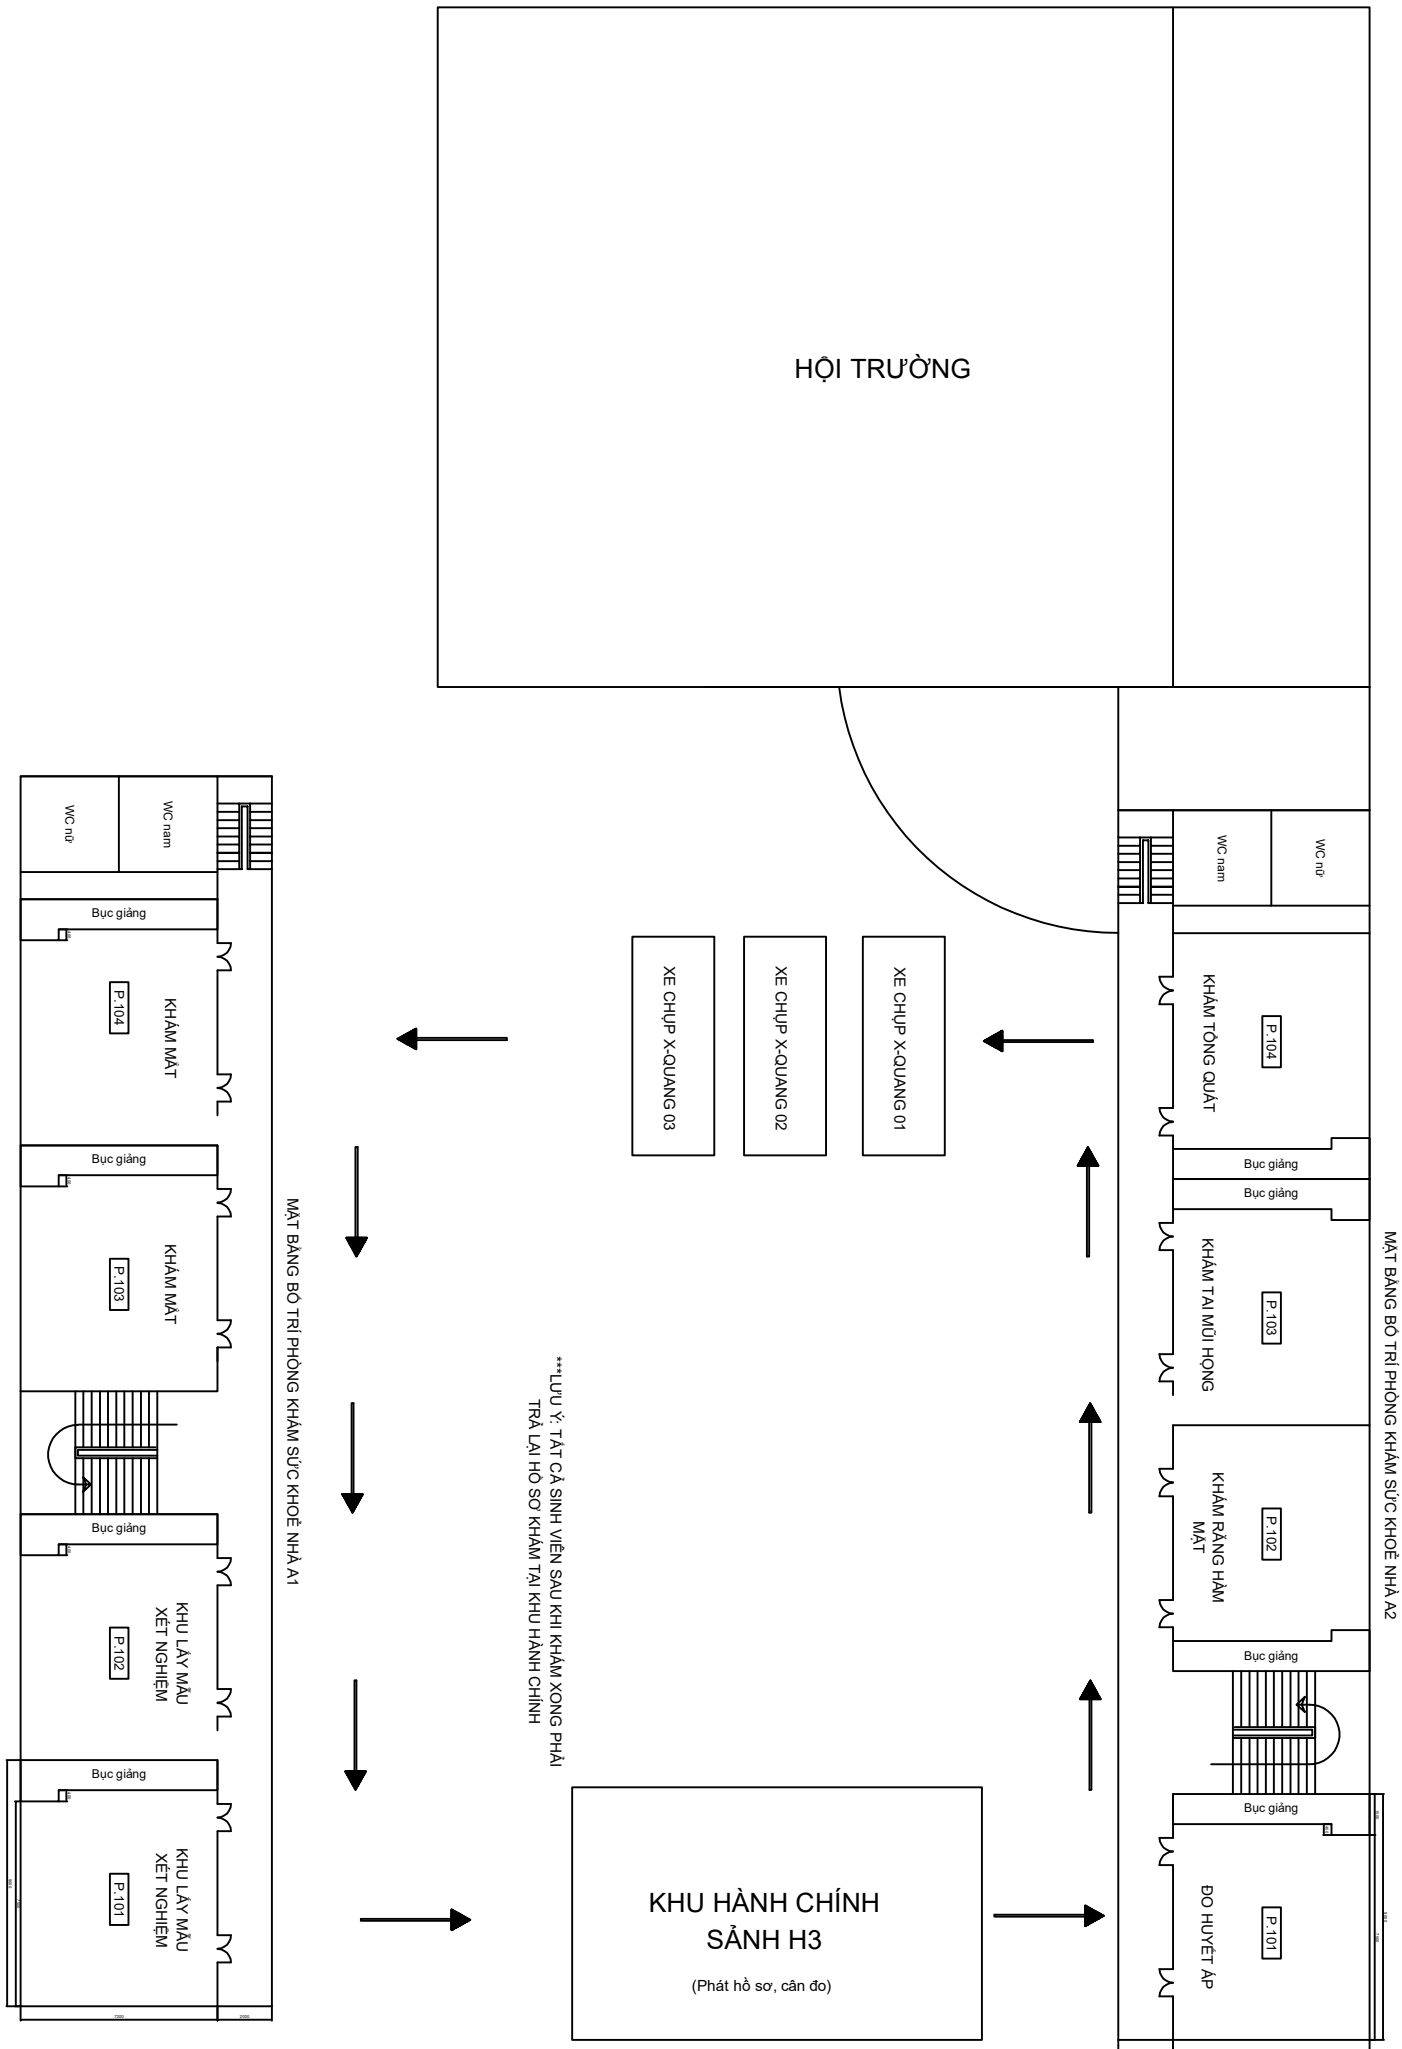 HỘI TRƯỜNG
WC nữ
WC nam
WC nam
WC nữ
Bục giảng
P.104
KHÁM MẮT
XE CHỤP X-QUANG 03
XE CHỤP X-QUANG 02
XE CHỤP X-QUANG 01
KHÁM TỔNG QUÁT
P.104
Bục giảng
Bục giảng
Bục giảng
P.103
KHÁM MẮT
KHÁM TAI MŨI HỌNG
P.103
MẶT BẰNG BỐ TRÍ PHÒNG KHÁM SỨC KHOẺ NHÀ A1
MẶT BẰNG BỐ TRÍ PHÒNG KHÁM SỨC KHOẺ NHÀ A2
***LƯU Ý: TẤT CẢ SINH VIÊN SAU KHI KHÁM XONG PHẢI
TRẢ LẠI HỒ SƠ KHÁM TẠI KHU HÀNH CHÍNH
KHÁM RĂNG HÀM
MẶT
P.102
Bục giảng
Bục giảng
KHU LẤY MẪU
XÉT NGHIỆM
P.102
Bục giảng
KHU LẤY MẪU
XÉT NGHIỆM
P.101
Bục giảng
ĐO HUYẾT ÁP
P.101
KHU HÀNH CHÍNH
SẢNH H3
(Phát hồ sơ, cân đo)
7200
2000